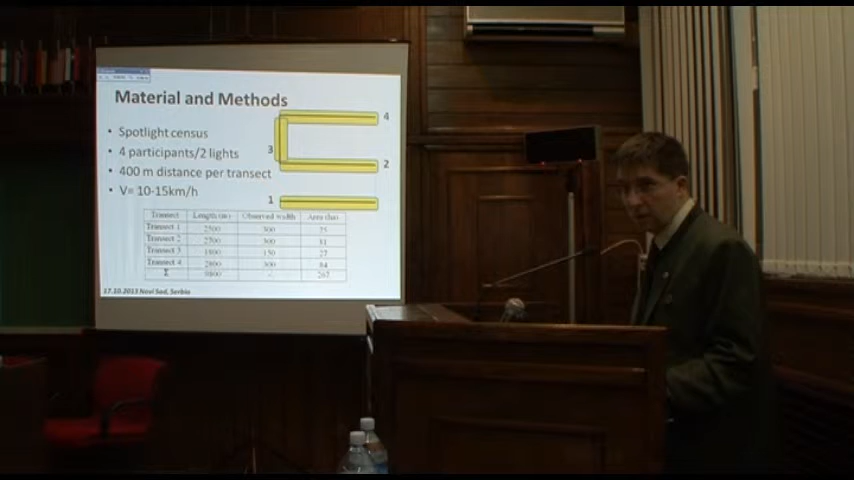 Material and Methods
• Spotlight census
• 4 participants/2 lights
• 400 m distance per transect
• V= 10-15km/h
4
3
2
1
Transect Length (m) Observed width Area (ha)
Transect 1 2500 300 75
Transect 2 2700 300 81
Transect 3 1800 150 27
Transect 4 2800 300 84
Σ 9800 - 267
17.10.2013 Novi Sad, Serbia